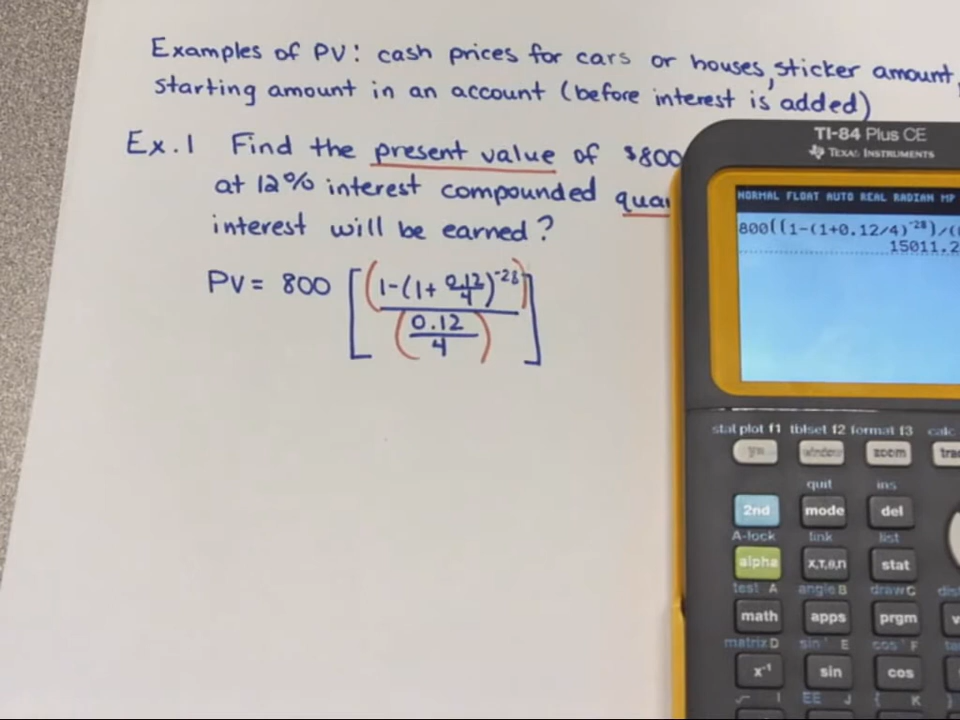 Examples of PV: cash prices for cars or houses, sticker amount,
starting amount in an account (before interest is added)
Ex.1 Find the present value of $800
at 12% interest compounded qua
interest will be earned?
PV = 800 [ (1-(1+ 0.12/4)^-28) / (0.12/4) ]
TI-84 Plus CE
TEXAS INSTRUMENTS
NORMAL FLOAT AUTO REAL RADIAN MP
800((1-(1+0.12/4)^-28)/(
15011.2
stat plot f1 tblset f2 format f3 calc
y= window zoom tra
quit ins
2nd mode del
A-lock link list
alpha X,T,θ,n stat
test A angle B draw C dis
math apps prgm v
matrix D sin⁻¹ E cos⁻¹ F ta
x⁻¹ sin cos
√ I EE J { K }